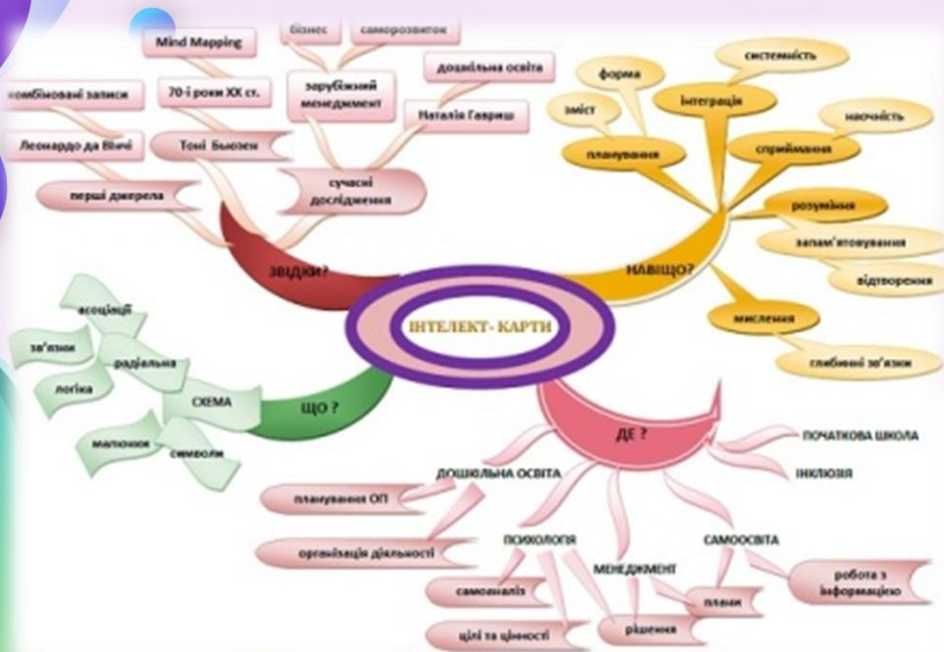 бізнес
саморозвиток
Mind Mapping
дошкільна освіта
комбіновані записи
70-і роки ХХ ст.
зарубіжний
менеджмент
Наталія Гавриш
Леонардо да Вінчі
Тоні Бьюзен
перші джерела
сучасні
дослідження
ЗВІДКИ?
системність
форма
зміст
інтеграція
наочність
планування
сприймання
розуміння
запам'ятовування
відтворення
НАВІЩО?
мислення
глибинні зв'язки
ІНТЕЛЕКТ- КАРТИ
асоціації
зв'язки
радіальна
логіка
СХЕМА
ЩО ?
малюнки
символи
ДЕ ?
ПОЧАТКОВА ШКОЛА
ІНКЛЮЗІЯ
ДОШКІЛЬНА ОСВІТА
планування ОП
організація діяльності
ПСИХОЛОГІЯ
САМООСВІТА
МЕНЕДЖМЕНТ
самоаналіз
плани
робота з
інформацією
цілі та цінності
рішення